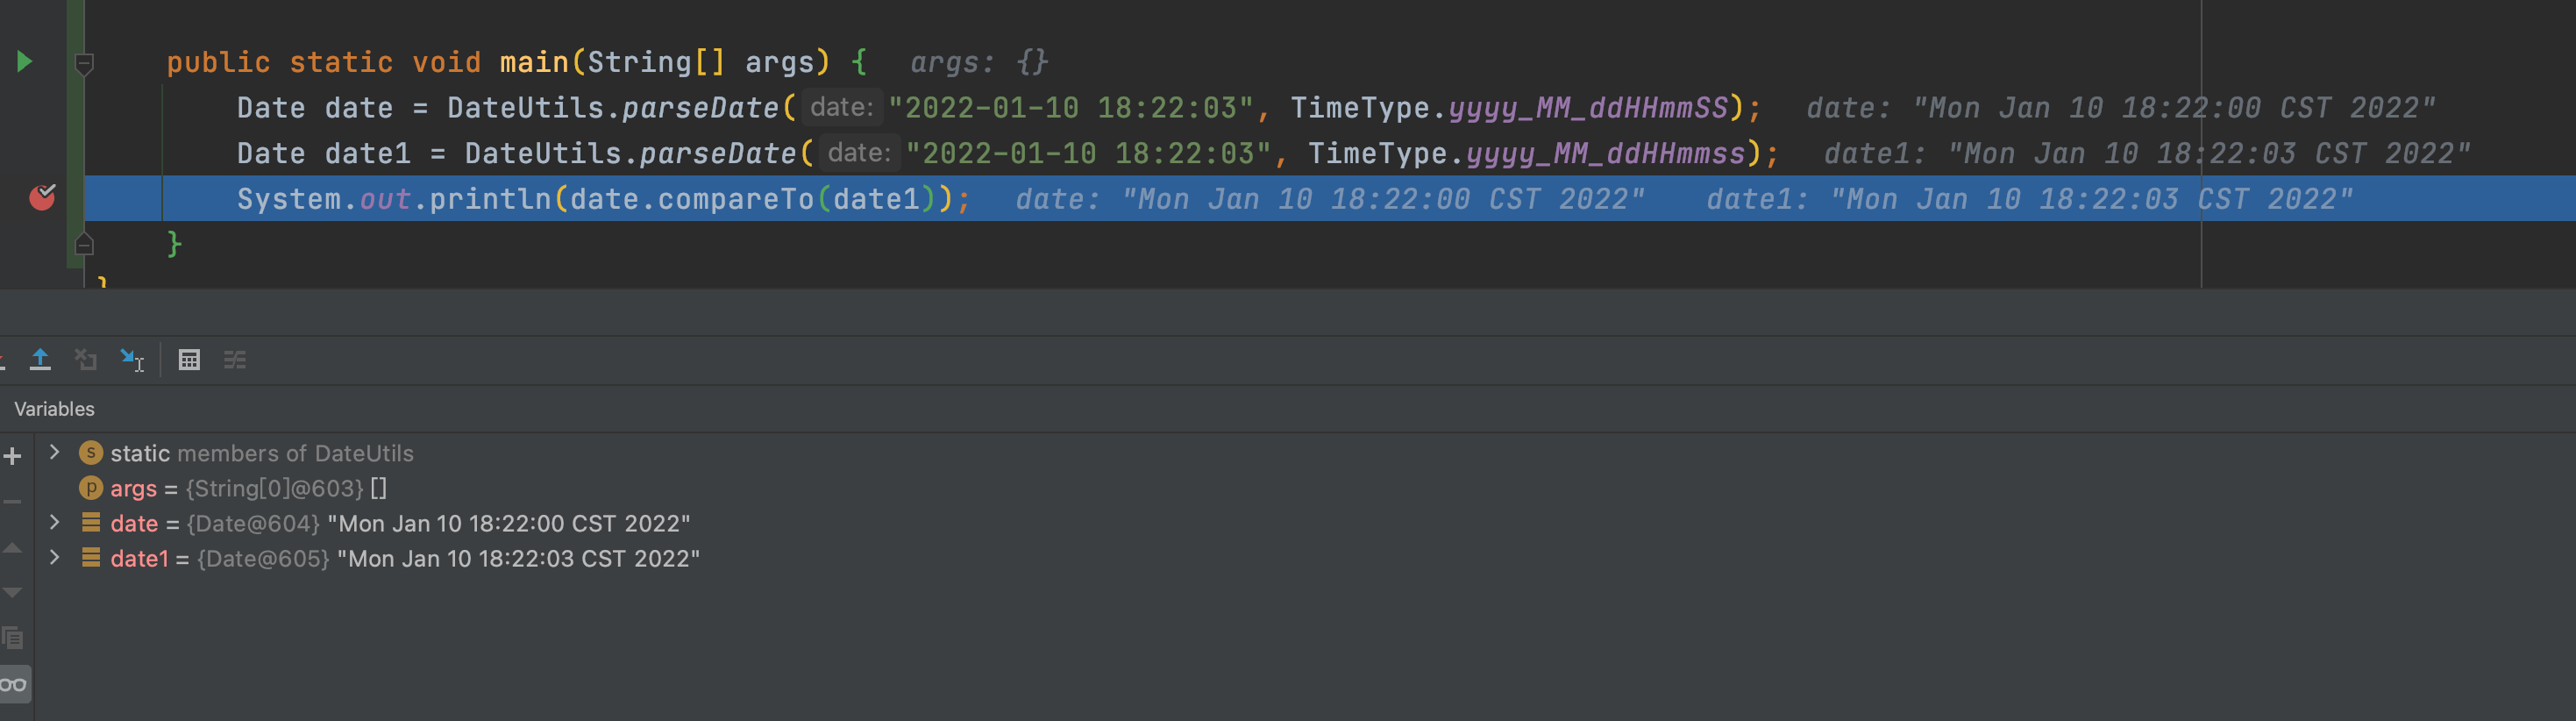 public static void main(String[] args) {   args: {}
Date date = DateUtils.parseDate( date: "2022-01-10 18:22:03", TimeType.yyyy_MM_ddHHmmSS);   date: "Mon Jan 10 18:22:00 CST 2022"
Date date1 = DateUtils.parseDate( date: "2022-01-10 18:22:03", TimeType.yyyy_MM_ddHHmmss);   date1: "Mon Jan 10 18:22:03 CST 2022"
System.out.println(date.compareTo(date1));   date: "Mon Jan 10 18:22:00 CST 2022"   date1: "Mon Jan 10 18:22:03 CST 2022"
}
}
Variables
s static members of DateUtils
p args = {String[0]@603} []
date = {Date@604} "Mon Jan 10 18:22:00 CST 2022"
date1 = {Date@605} "Mon Jan 10 18:22:03 CST 2022"